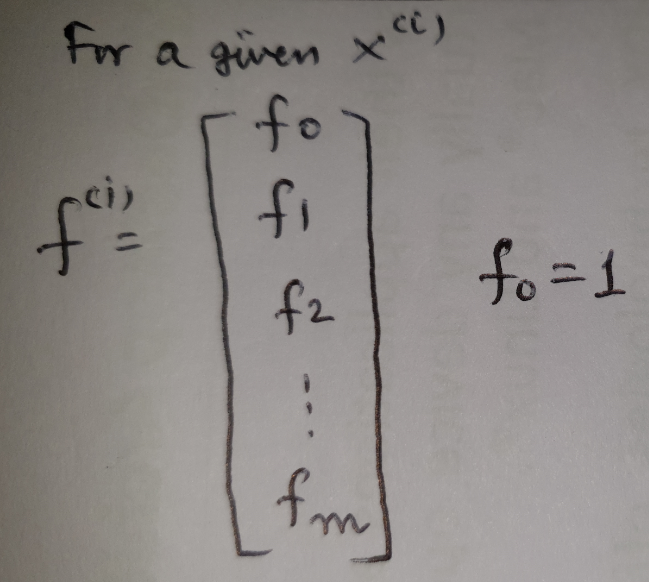 For a given x^(i)
f0
f1
f^(i) =
f0 = 1
f2
⋮
fm